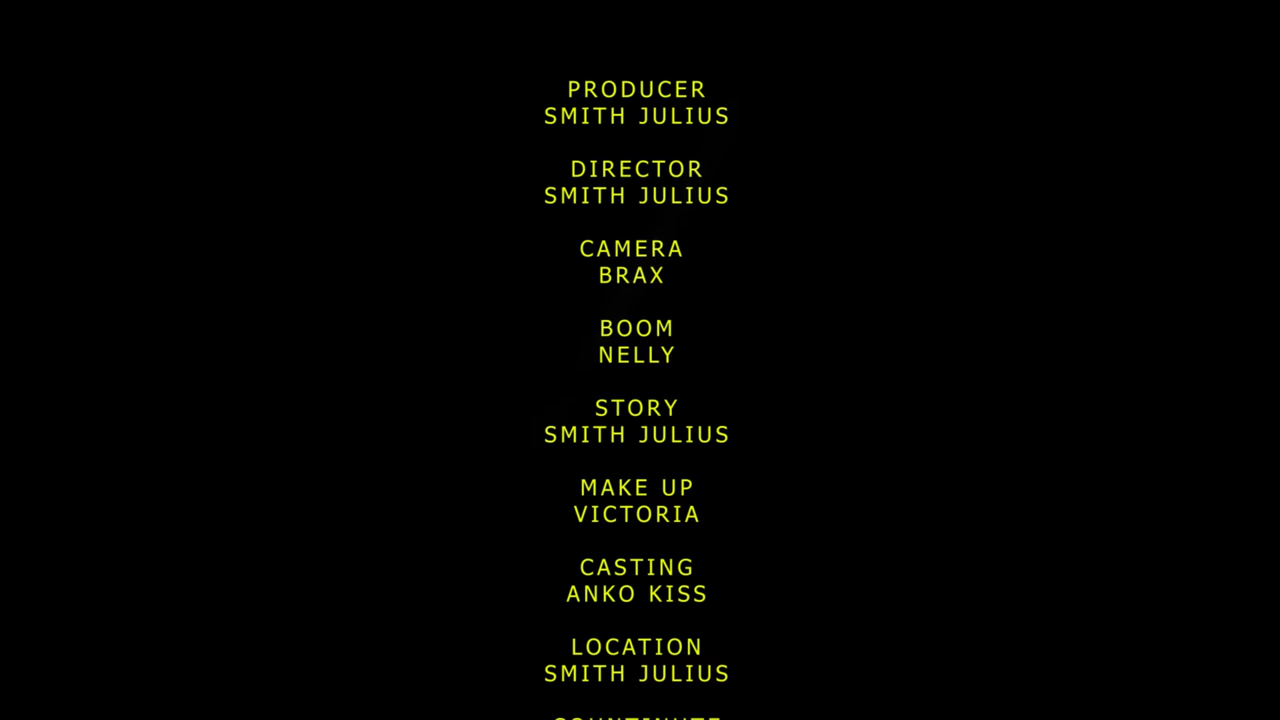 PRODUCER
SMITH JULIUS
DIRECTOR
SMITH JULIUS
CAMERA
BRAX
BOOM
NELLY
STORY
SMITH JULIUS
MAKE UP
VICTORIA
CASTING
ANKO KISS
LOCATION
SMITH JULIUS